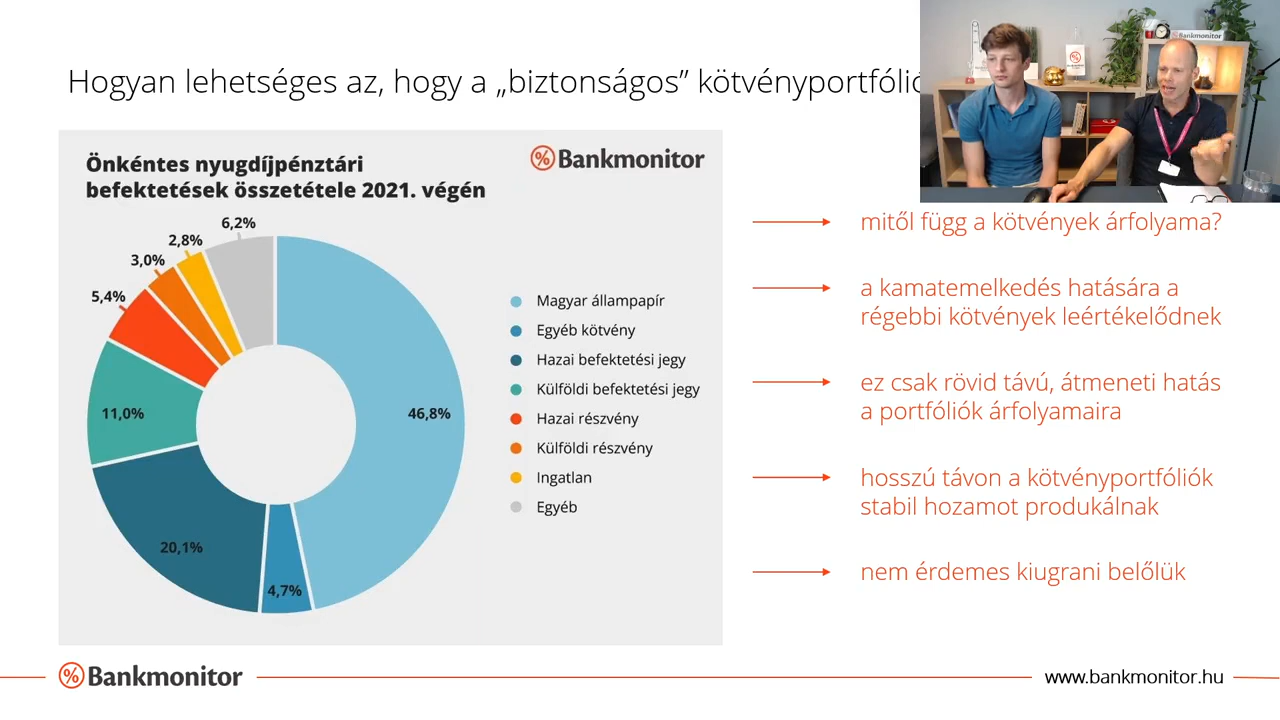 Hogyan lehetséges az, hogy a „biztonságos” kötvényportfólió
Önkéntes nyugdíjpénztári
befektetések összetétele 2021. végén
% Bankmonitor
6,2%
2,8%
3,0%
5,4%
11,0%
20,1%
4,7%
46,8%
Magyar állampapír
Egyéb kötvény
Hazai befektetési jegy
Külföldi befektetési jegy
Hazai részvény
Külföldi részvény
Ingatlan
Egyéb
Bankmonitor
mitől függ a kötvények árfolyama?
a kamatemelkedés hatására a
régebbi kötvények leértékelődnek
ez csak rövid távú, átmeneti hatás
a portfóliók árfolyamaira
hosszú távon a kötvényportfóliók
stabil hozamot produkálnak
nem érdemes kiugrani belőlük
% Bankmonitor
www.bankmonitor.hu